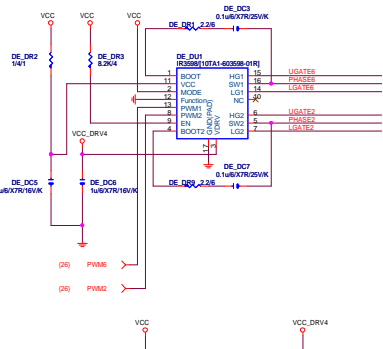 DE_DC3
0.1u/6/X7R/25V/K
VCC
VCC
VCC
DE_DR1
2.2/6
DE_DU1
IR3598/[10TA1-603598-01R]
DE_DR2
1/4/1
DE_DR3
8.2K/4
1 BOOT
11 VCC
2 MODE
12 Function
13 PWM1
8 PWM2
9 EN
4 BOOT2
HG1 15 UGATE6
SW1 16 PHASE6
LG1 14 LGATE6
NC 10
HG2 6 UGATE2
SW2 5 PHASE2
LG2 7 LGATE2
GND(PAD)
VDRV
17
3
VCC_DRV4
DE_DC7
0.1u/6/X7R/25V/K
DE_DR9
2.2/6
DE_DC5
u/6/X7R/16V/K
DE_DC6
1u/6/X7R/16V/K
(26) PWM6
(26) PWM2
VCC
VCC_DRV4